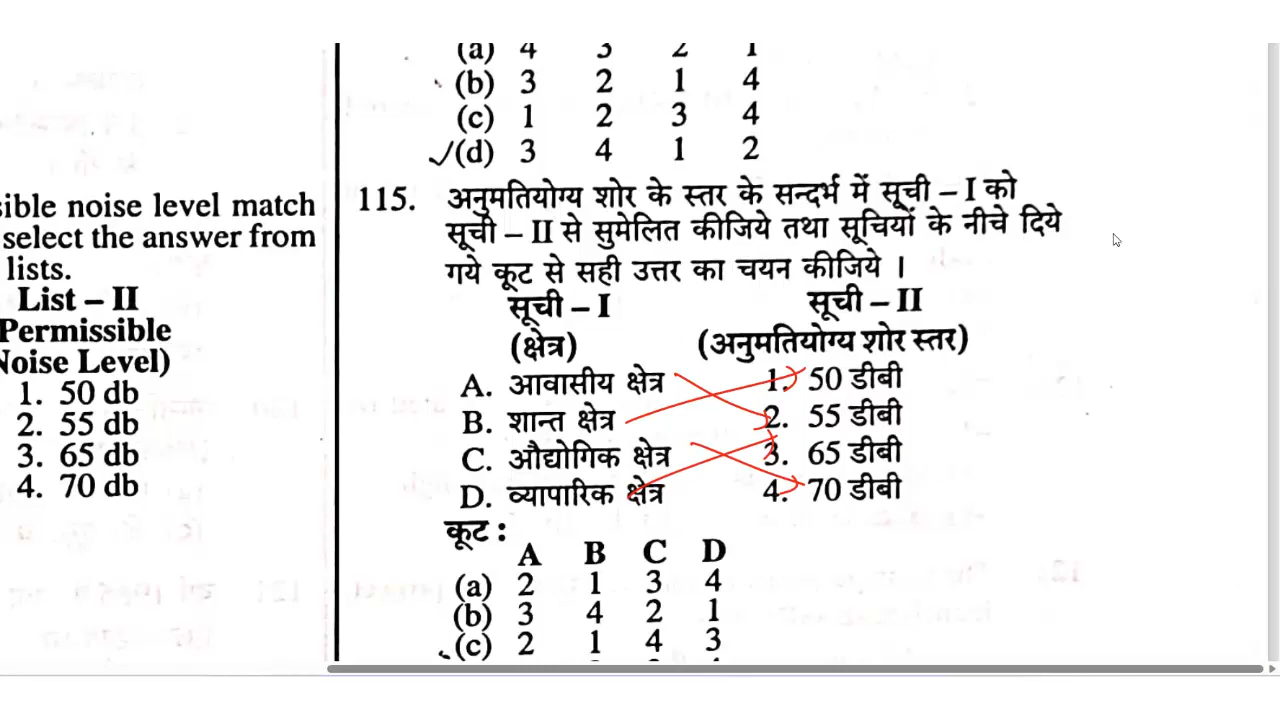 (a) 4 3 2 1
(b) 3 2 1 4
(c) 1 2 3 4
(d) 3 4 1 2
sible noise level match
select the answer from
lists.
List – II
Permissible
Noise Level)
1. 50 db
2. 55 db
3. 65 db
4. 70 db
115. अनुमतियोग्य शोर के स्तर के सन्दर्भ में सूची – I को
सूची – II से सुमेलित कीजिये तथा सूचियों के नीचे दिये
गये कूट से सही उत्तर का चयन कीजिये ।
सूची – I सूची – II
(क्षेत्र) (अनुमतियोग्य शोर स्तर)
A. आवासीय क्षेत्र 1. 50 डीबी
B. शान्त क्षेत्र 2. 55 डीबी
C. औद्योगिक क्षेत्र 3. 65 डीबी
D. व्यापारिक क्षेत्र 4. 70 डीबी
कूट :
A B C D
(a) 2 1 3 4
(b) 3 4 2 1
(c) 2 1 4 3